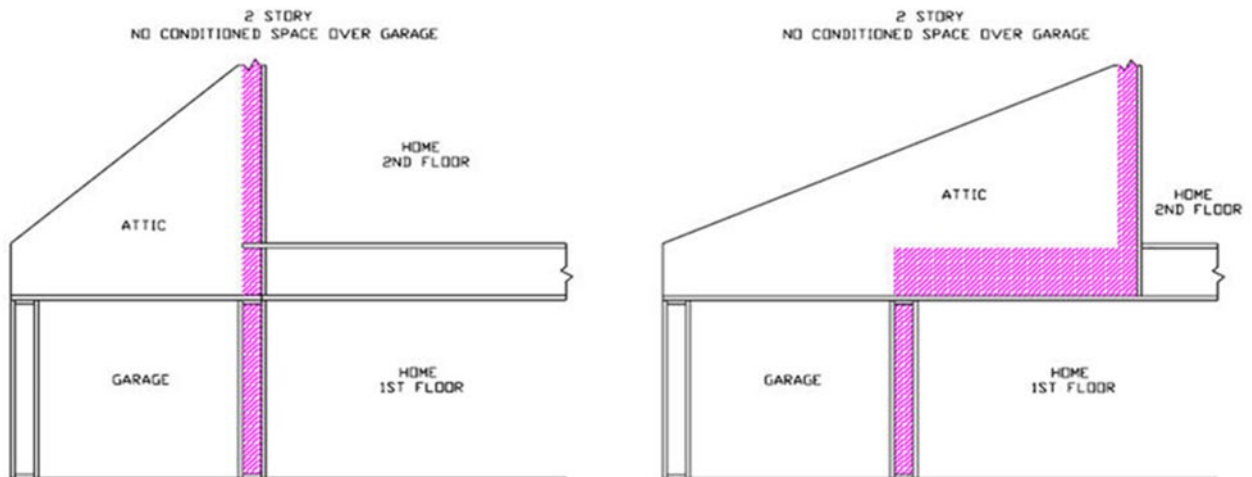 2 STORY
NO CONDITIONED SPACE OVER GARAGE
HOME
2ND FLOOR
ATTIC
GARAGE
HOME
1ST FLOOR
2 STORY
NO CONDITIONED SPACE OVER GARAGE
ATTIC
HOME
2ND FLOOR
GARAGE
HOME
1ST FLOOR